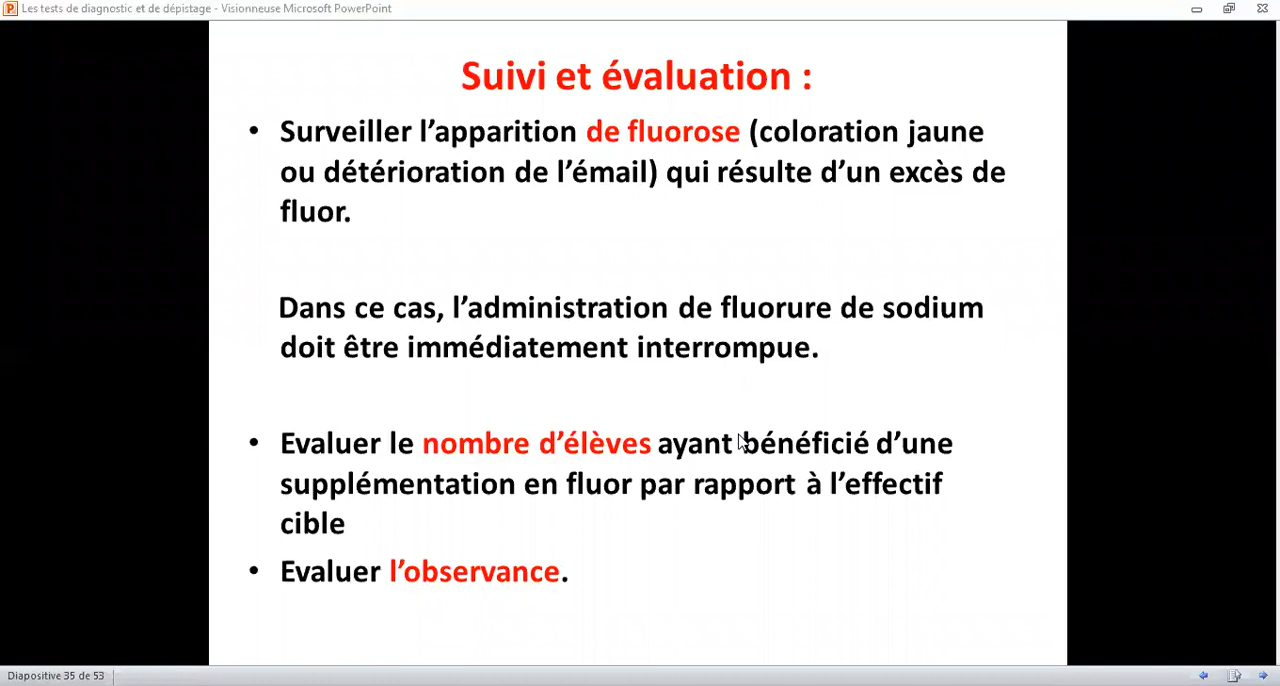 Les tests de diagnostic et de dépistage - Visionneuse Microsoft PowerPoint
Suivi et évaluation :
• Surveiller l’apparition de fluorose (coloration jaune
ou détérioration de l’émail) qui résulte d’un excès de
fluor.
Dans ce cas, l’administration de fluorure de sodium
doit être immédiatement interrompue.
• Evaluer le nombre d’élèves ayant bénéficié d’une
supplémentation en fluor par rapport à l’effectif
cible
• Evaluer l’observance.
Diapositive 35 de 53